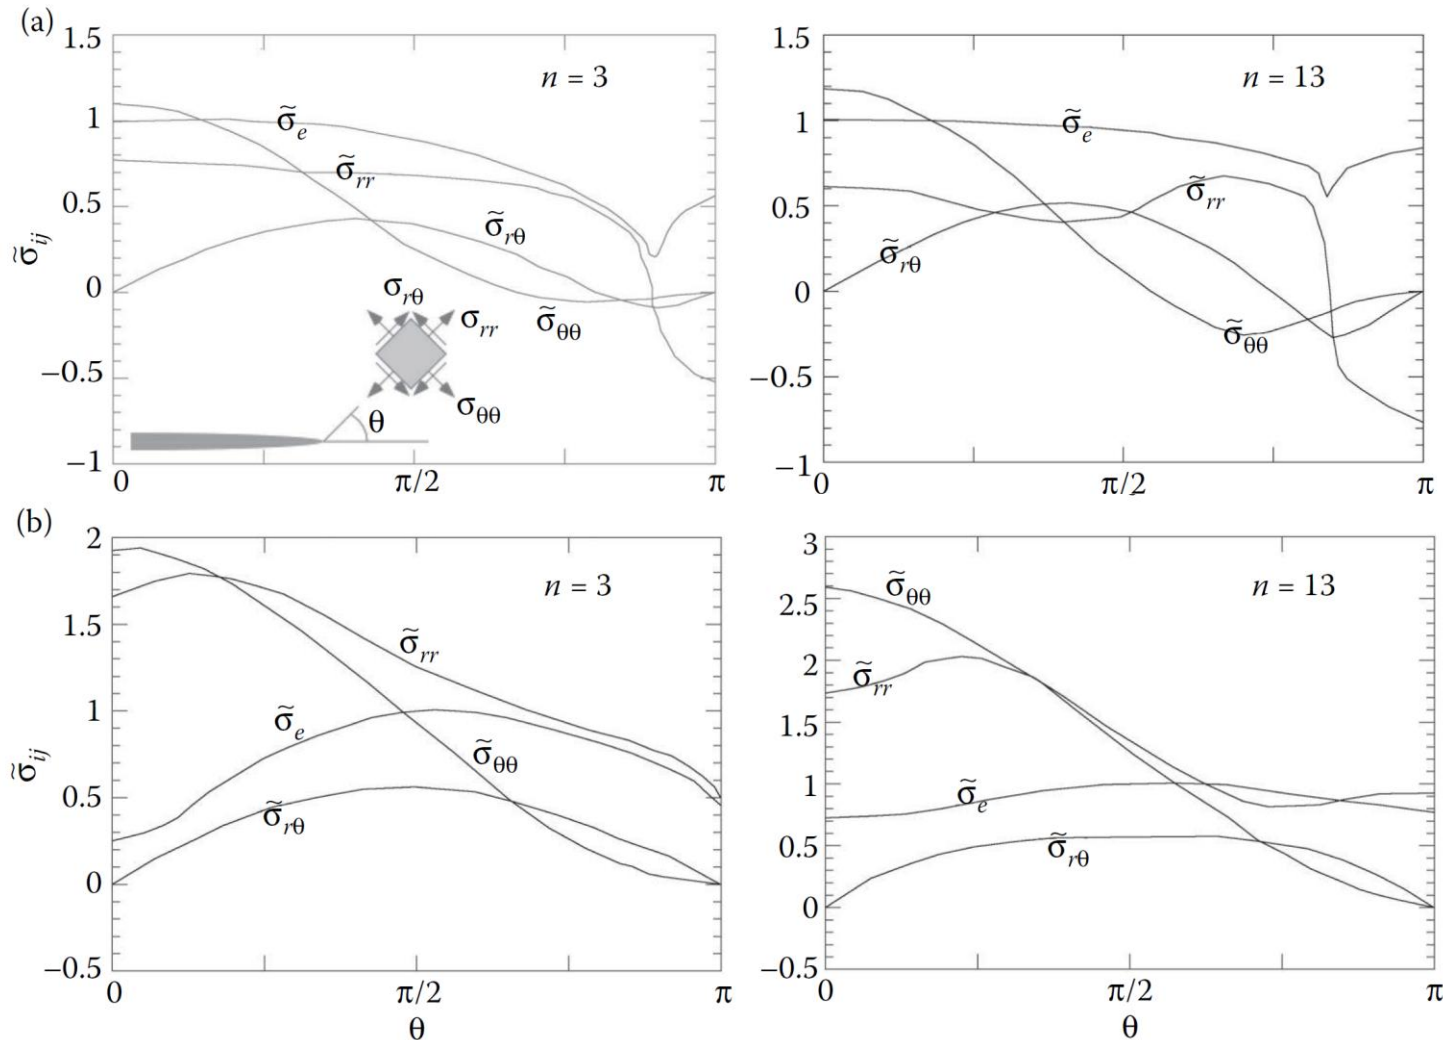 (a)
1.5
1
0.5
0
−0.5
−1
σ̃ij
n = 3
σ̃e
σ̃rr
σ̃rθ
σ̃θθ
σrθ
σrr
σθθ
θ
0
π/2
π
1.5
1
0.5
0
−0.5
−1
n = 13
σ̃e
σ̃rr
σ̃rθ
σ̃θθ
0
π/2
π
(b)
2
1.5
1
0.5
0
−0.5
σ̃ij
n = 3
σ̃rr
σ̃e
σ̃θθ
σ̃rθ
0
π/2
π
θ
3
2.5
2
1.5
1
0.5
0
−0.5
σ̃θθ
n = 13
σ̃rr
σ̃e
σ̃rθ
0
π/2
π
θ